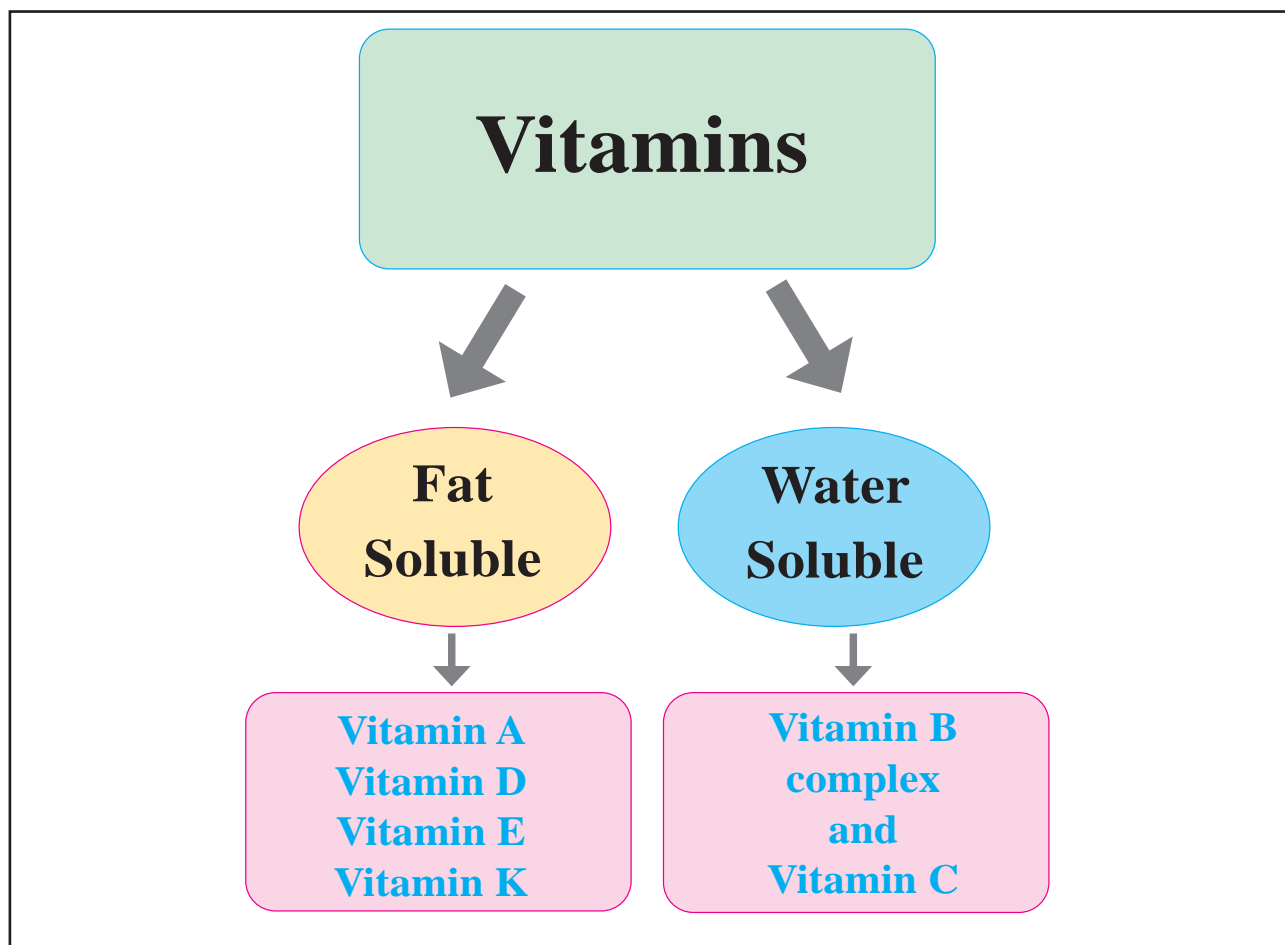 Vitamins
Fat
Soluble
Water
Soluble
Vitamin A
Vitamin D
Vitamin E
Vitamin K
Vitamin B
complex
and
Vitamin C